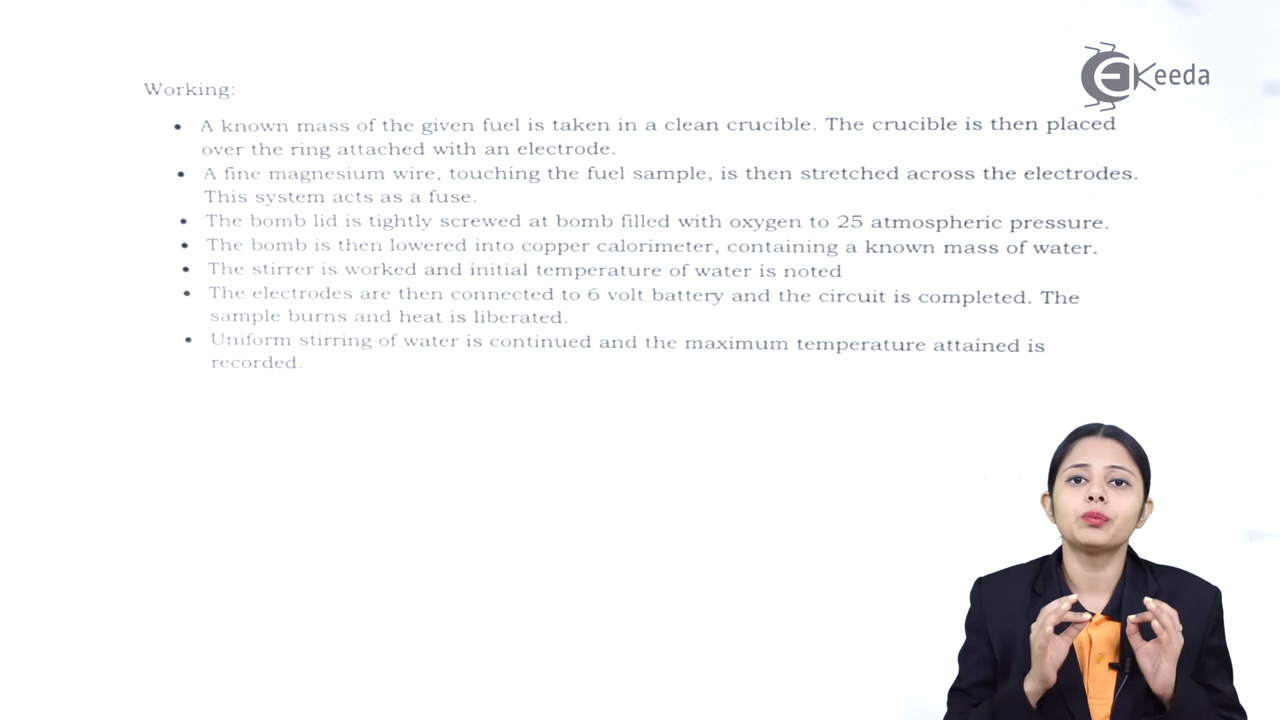 Keeda
Working:
• A known mass of the given fuel is taken in a clean crucible. The crucible is then placed
over the ring attached with an electrode.
• A fine magnesium wire, touching the fuel sample, is then stretched across the electrodes.
This system acts as a fuse.
• The bomb lid is tightly screwed at bomb filled with oxygen to 25 atmospheric pressure.
• The bomb is then lowered into copper calorimeter, containing a known mass of water.
• The stirrer is worked and initial temperature of water is noted
• The electrodes are then connected to 6 volt battery and the circuit is completed. The
sample burns and heat is liberated.
• Uniform stirring of water is continued and the maximum temperature attained is
recorded.